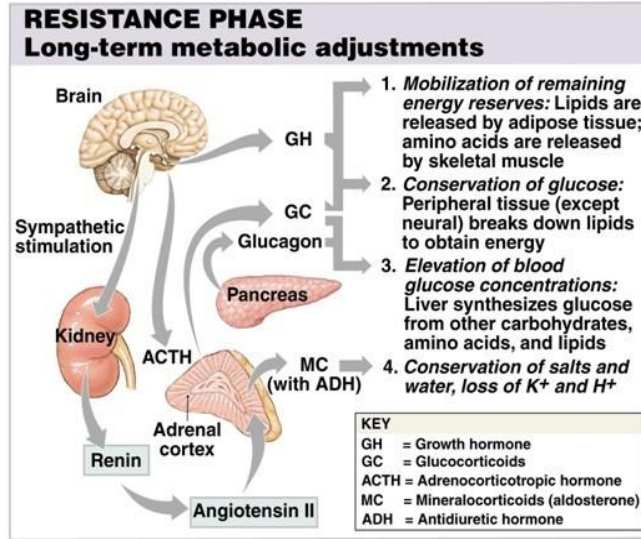 RESISTANCE PHASE
Long-term metabolic adjustments
Brain
GH
Sympathetic
stimulation
GC
Glucagon
Pancreas
Kidney
ACTH
MC
(with ADH)
Adrenal
cortex
Renin
Angiotensin II
1. Mobilization of remaining
energy reserves: Lipids are
released by adipose tissue;
amino acids are released
by skeletal muscle
2. Conservation of glucose:
Peripheral tissue (except
neural) breaks down lipids
to obtain energy
3. Elevation of blood
glucose concentrations:
Liver synthesizes glucose
from other carbohydrates,
amino acids, and lipids
4. Conservation of salts and
water, loss of K+ and H+
KEY
GH = Growth hormone
GC = Glucocorticoids
ACTH = Adrenocorticotropic hormone
MC = Mineralocorticoids (aldosterone)
ADH = Antidiuretic hormone